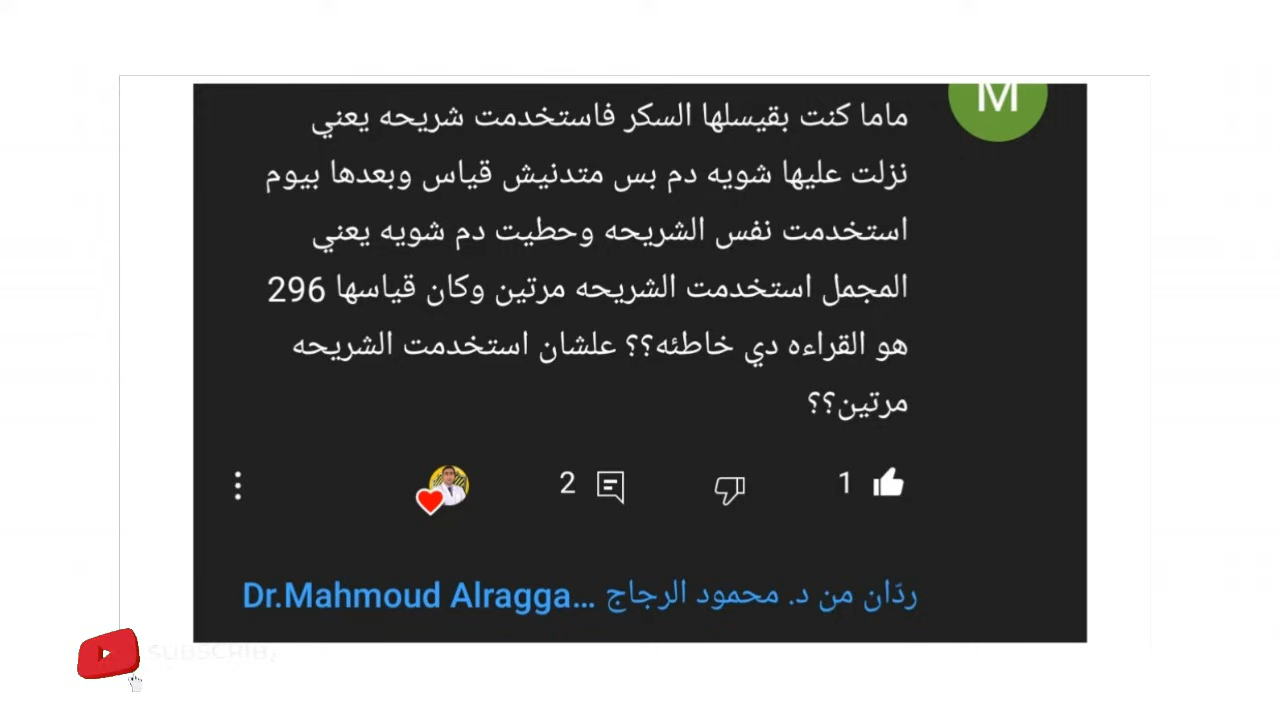 M
ماما كنت بقيسلها السكر فاستخدمت شريحه يعني
نزلت عليها شويه دم بس متدنيش قياس وبعدها بيوم
استخدمت نفس الشريحه وحطيت دم شويه يعني
المجمل استخدمت الشريحه مرتين وكان قياسها 296
هو القراءه دي خاطئه؟؟ علشان استخدمت الشريحه
مرتين؟؟
1 2
ردّان من د. محمود الرجاج Dr.Mahmoud Alragga...
SUBSCRIBE